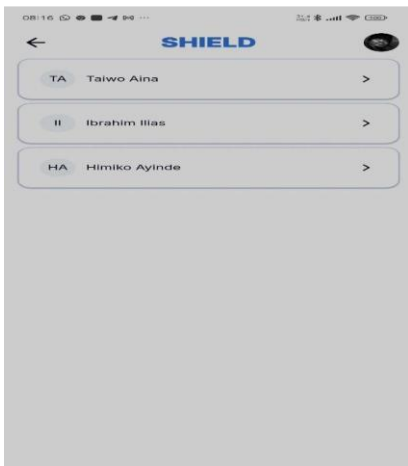 08:16
SHIELD
TA Taiwo Aina >
II Ibrahim Ilias >
HA Himiko Ayinde >